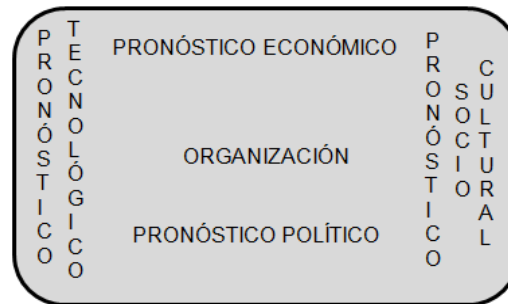 PRONÓSTICO
TECNOLÓGICO
PRONÓSTICO ECONÓMICO
ORGANIZACIÓN
PRONÓSTICO POLÍTICO
PRONÓSTICO
SOCIO
CULTURAL